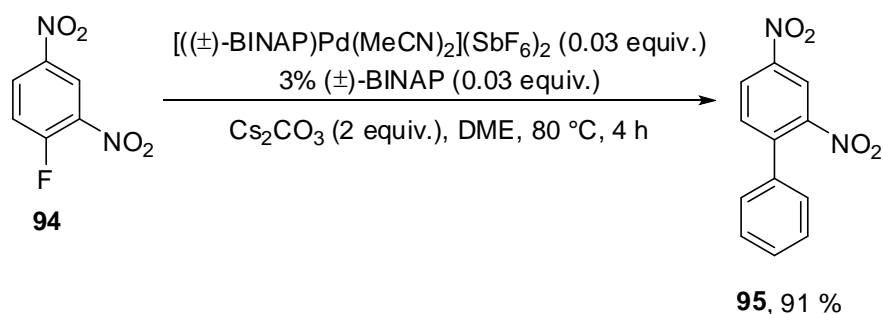 NO2
NO2
F
94
[((±)-BINAP)Pd(MeCN)2](SbF6)2 (0.03 equiv.)
3% (±)-BINAP (0.03 equiv.)
Cs2CO3 (2 equiv.), DME, 80 °C, 4 h
NO2
NO2
95, 91 %